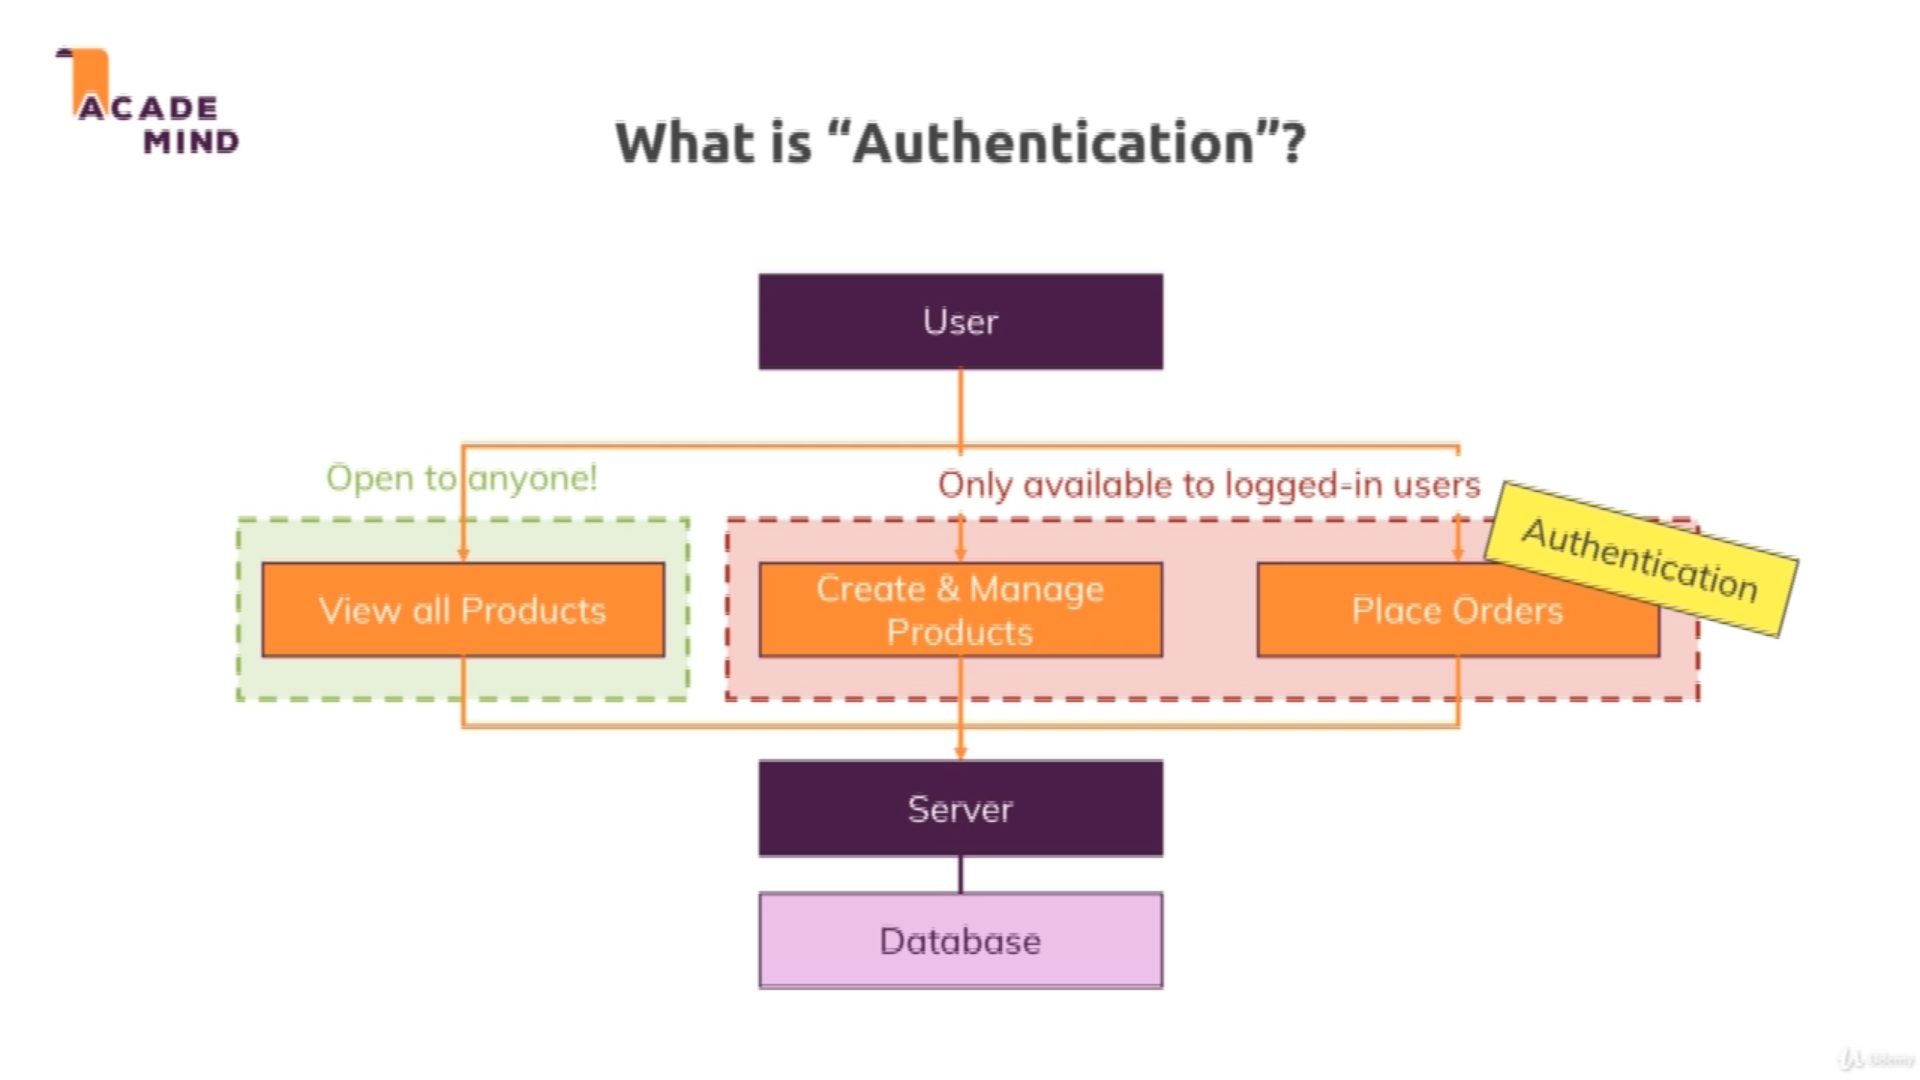 ACADE
MIND
What is “Authentication”?
User
Open to anyone!
Only available to logged-in users
Authentication
View all Products
Create & Manage
Products
Place Orders
Server
Database
Udemy